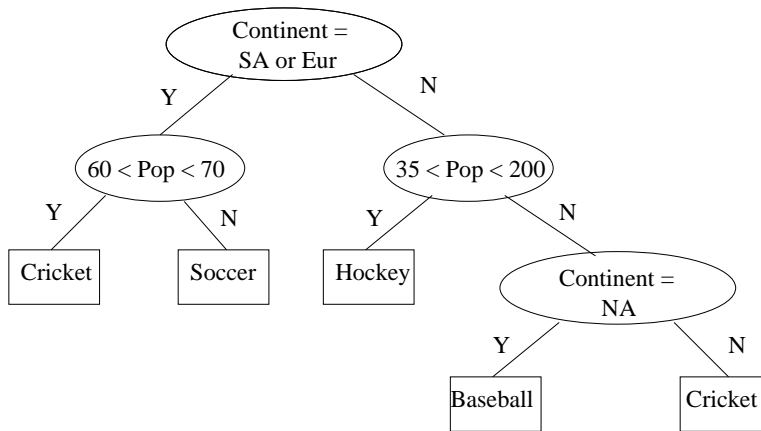 Continent =
SA or Eur
Y
N
60 < Pop < 70
35 < Pop < 200
Y
N
Y
N
Cricket
Soccer
Hockey
Continent =
NA
Y
N
Baseball
Cricket